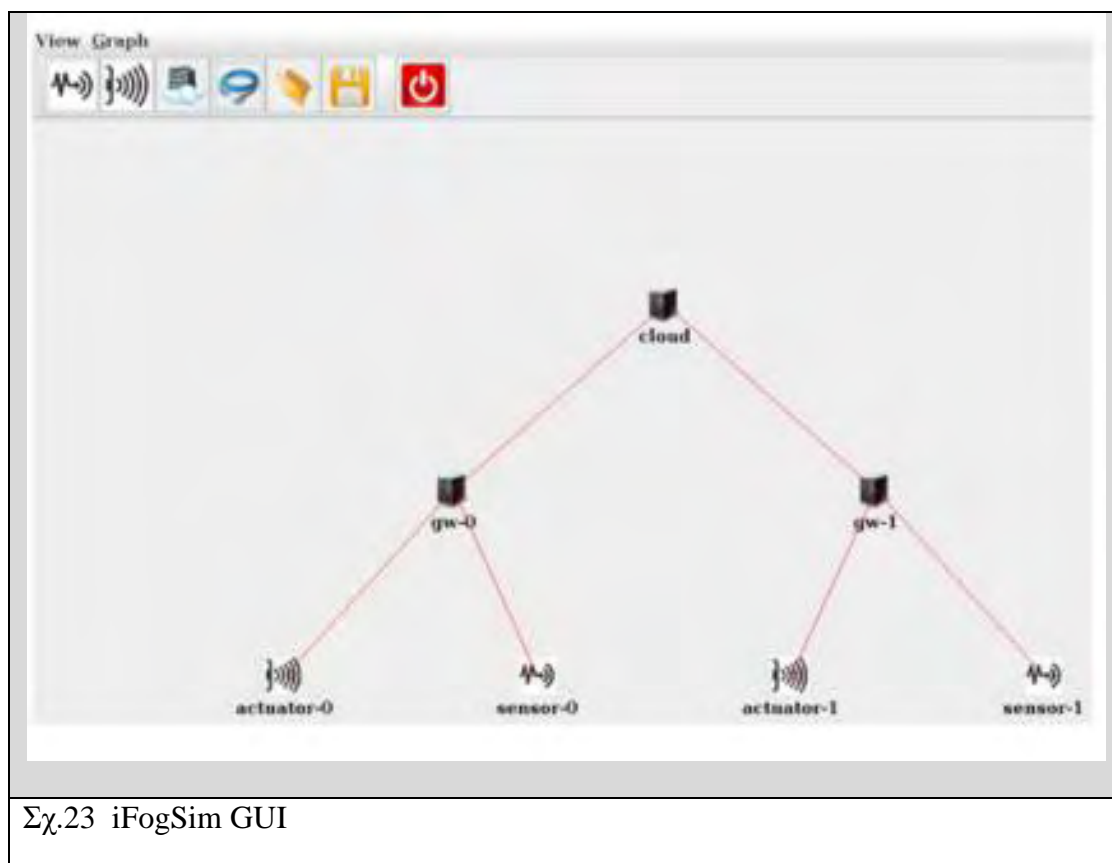 View Graph
cloud
gw-0 gw-1
actuator-0 sensor-0 actuator-1 sensor-1
Σχ.23 iFogSim GUI